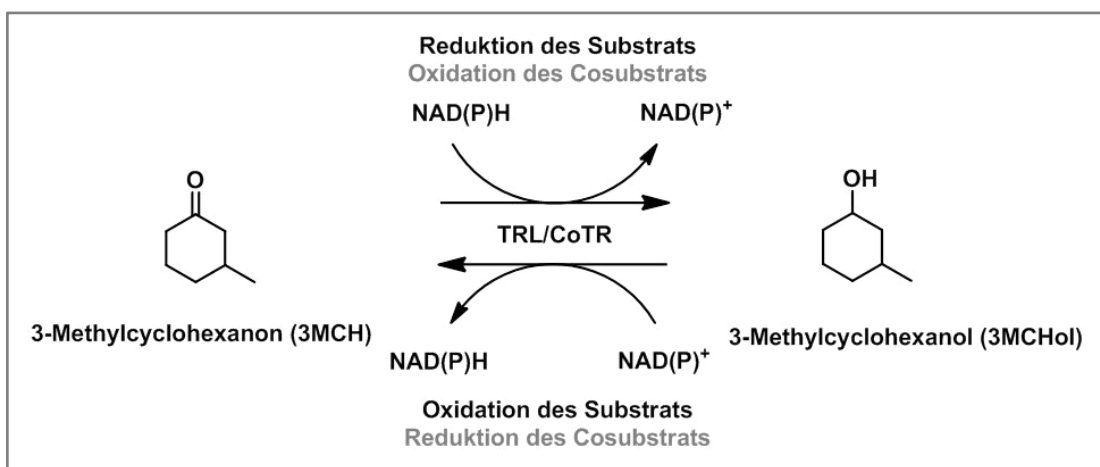 Reduktion des Substrats
Oxidation des Cosubstrats
NAD(P)H NAD(P)+
O
OH
TRL/CoTR
3-Methylcyclohexanon (3MCH)
3-Methylcyclohexanol (3MCHol)
NAD(P)H NAD(P)+
Oxidation des Substrats
Reduktion des Cosubstrats